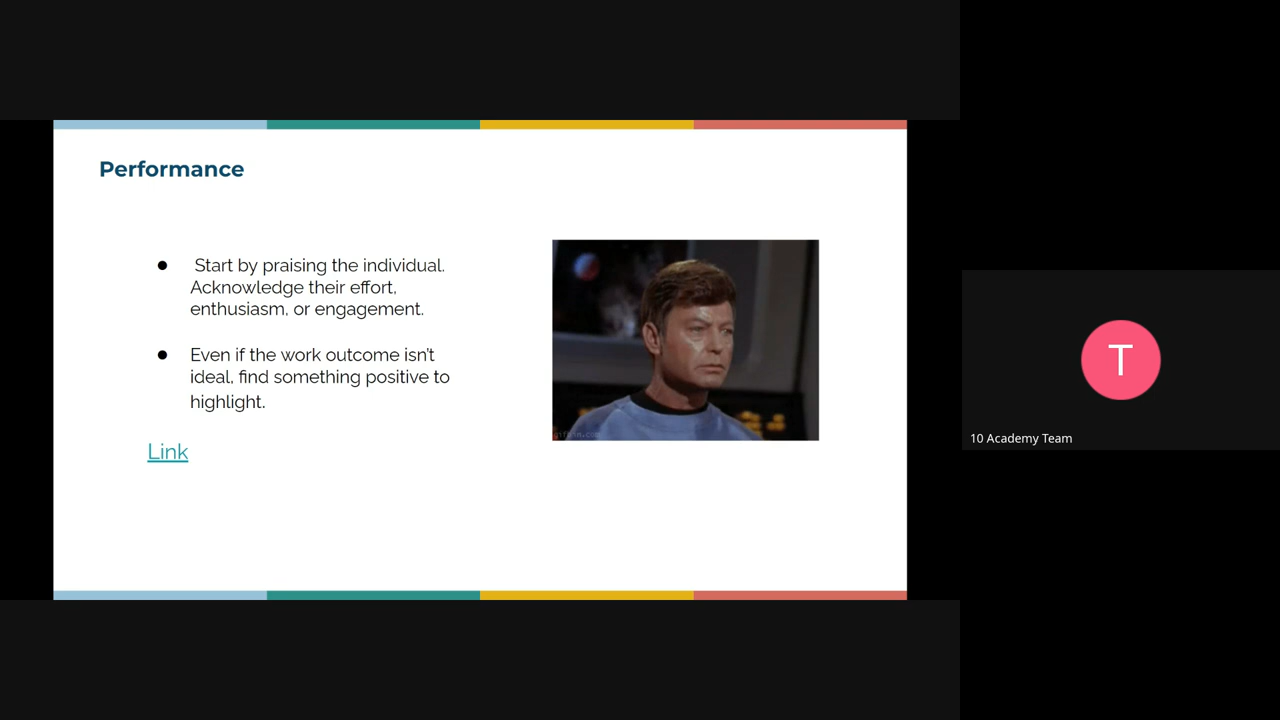 Performance
● Start by praising the individual.
Acknowledge their effort,
enthusiasm, or engagement.
● Even if the work outcome isn't
ideal, find something positive to
highlight.
Link
T
10 Academy Team